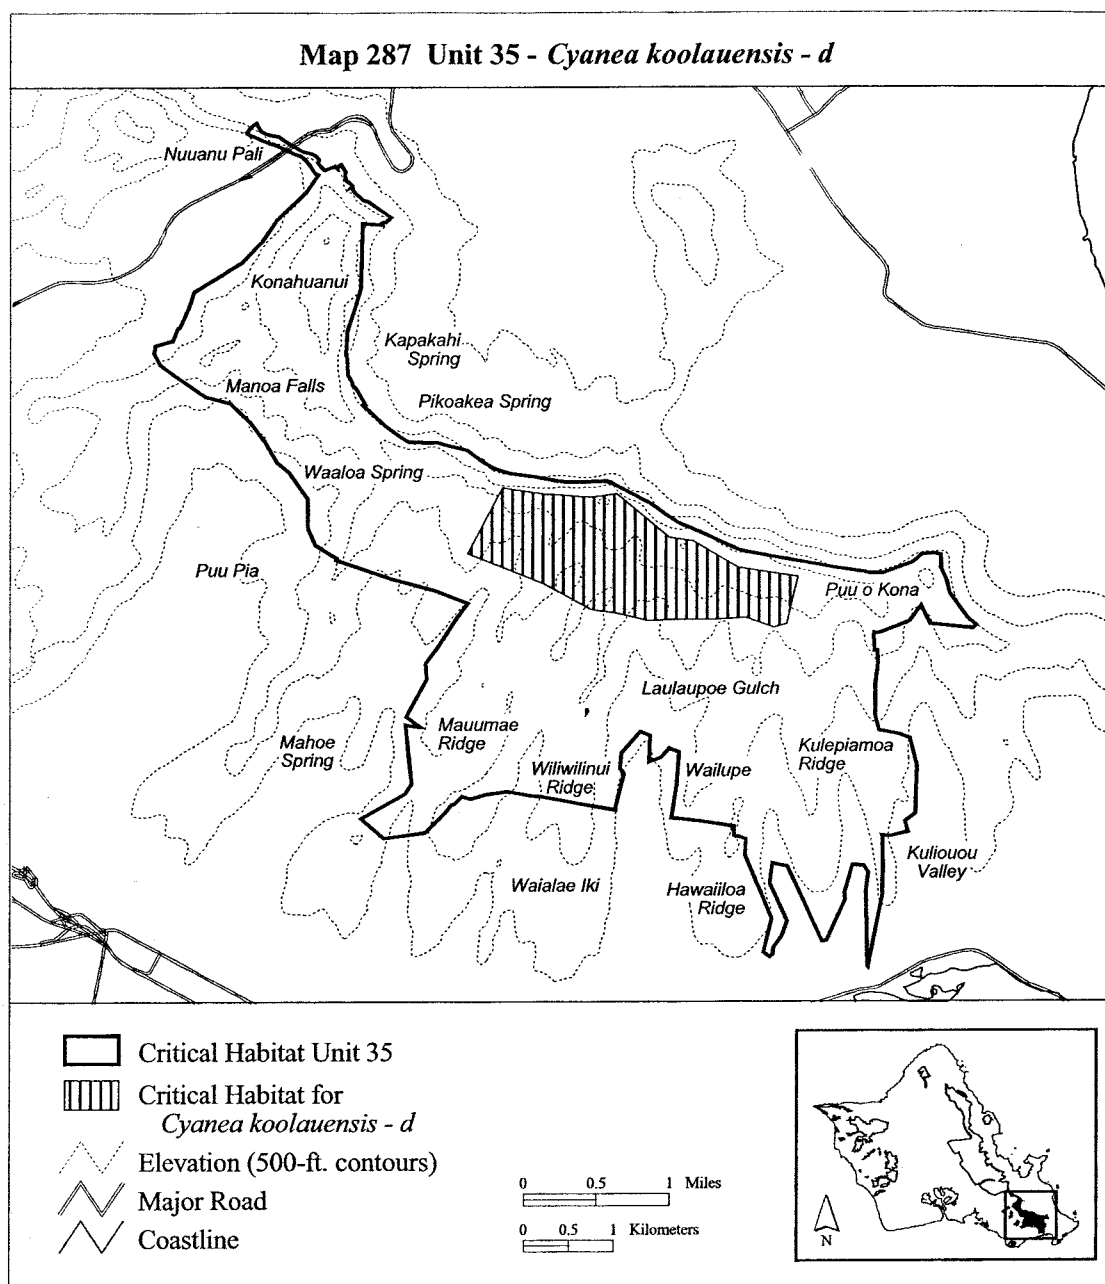 Map 287 Unit 35 - Cyanea koolauensis - d
Nuuanu Pali
Konahuanui
Kapakahi
Spring
Manoa Falls
Pikoakea Spring
Waaloa Spring
Puu Pia
Puu o Kona
Laulaupoe Gulch
Mauumae
Ridge
Mahoe
Spring
Wiliwilinui
Ridge
Wailupe
Kulepiamoa
Ridge
Kuliouou
Valley
Waialae Iki
Hawaiiloa
Ridge
Critical Habitat Unit 35
Critical Habitat for
Cyanea koolauensis - d
Elevation (500-ft. contours)
Major Road
Coastline
0 0.5 1 Miles
0 0.5 1 Kilometers
N